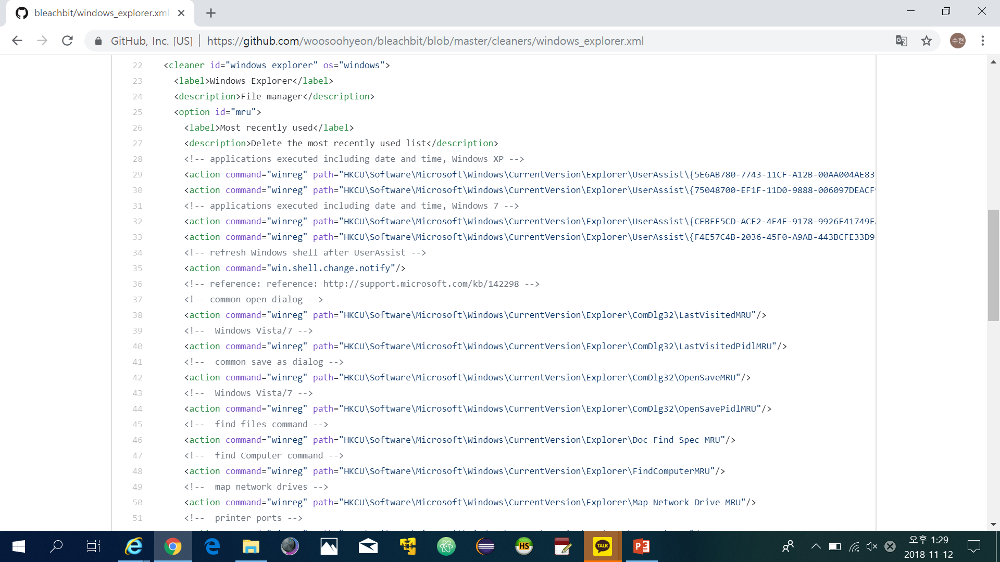 bleachbit/windows_explorer.xml
GitHub, Inc. [US] | https://github.com/woosoohyeon/bleachbit/blob/master/cleaners/windows_explorer.xml
수현
22 <cleaner id="windows_explorer" os="windows">
23 <label>Windows Explorer</label>
24 <description>File manager</description>
25 <option id="mru">
26 <label>Most recently used</label>
27 <description>Delete the most recently used list</description>
28 <!-- applications executed including date and time, Windows XP -->
29 <action command="winreg" path="HKCU\Software\Microsoft\Windows\CurrentVersion\Explorer\UserAssist\{5E6AB780-7743-11CF-A12B-00AA004AE83
30 <action command="winreg" path="HKCU\Software\Microsoft\Windows\CurrentVersion\Explorer\UserAssist\{75048700-EF1F-11D0-9888-006097DEACF
31 <!-- applications executed including date and time, Windows 7 -->
32 <action command="winreg" path="HKCU\Software\Microsoft\Windows\CurrentVersion\Explorer\UserAssist\{CEBFF5CD-ACE2-4F4F-9178-9926F41749E
33 <action command="winreg" path="HKCU\Software\Microsoft\Windows\CurrentVersion\Explorer\UserAssist\{F4E57C4B-2036-45F0-A9AB-443BCFE33D9
34 <!-- refresh Windows shell after UserAssist -->
35 <action command="win.shell.change.notify"/>
36 <!-- reference: reference: http://support.microsoft.com/kb/142298 -->
37 <!-- common open dialog -->
38 <action command="winreg" path="HKCU\Software\Microsoft\Windows\CurrentVersion\Explorer\ComDlg32\LastVisitedMRU"/>
39 <!--  Windows Vista/7 -->
40 <action command="winreg" path="HKCU\Software\Microsoft\Windows\CurrentVersion\Explorer\ComDlg32\LastVisitedPidlMRU"/>
41 <!--  common save as dialog -->
42 <action command="winreg" path="HKCU\Software\Microsoft\Windows\CurrentVersion\Explorer\ComDlg32\OpenSaveMRU"/>
43 <!--  Windows Vista/7 -->
44 <action command="winreg" path="HKCU\Software\Microsoft\Windows\CurrentVersion\Explorer\ComDlg32\OpenSavePidlMRU"/>
45 <!--  find files command -->
46 <action command="winreg" path="HKCU\Software\Microsoft\Windows\CurrentVersion\Explorer\Doc Find Spec MRU"/>
47 <!--  find Computer command -->
48 <action command="winreg" path="HKCU\Software\Microsoft\Windows\CurrentVersion\Explorer\FindComputerMRU"/>
49 <!--  map network drives -->
50 <action command="winreg" path="HKCU\Software\Microsoft\Windows\CurrentVersion\Explorer\Map Network Drive MRU"/>
51 <!--  printer ports -->
HS
TALK
오후 1:29
2018-11-12